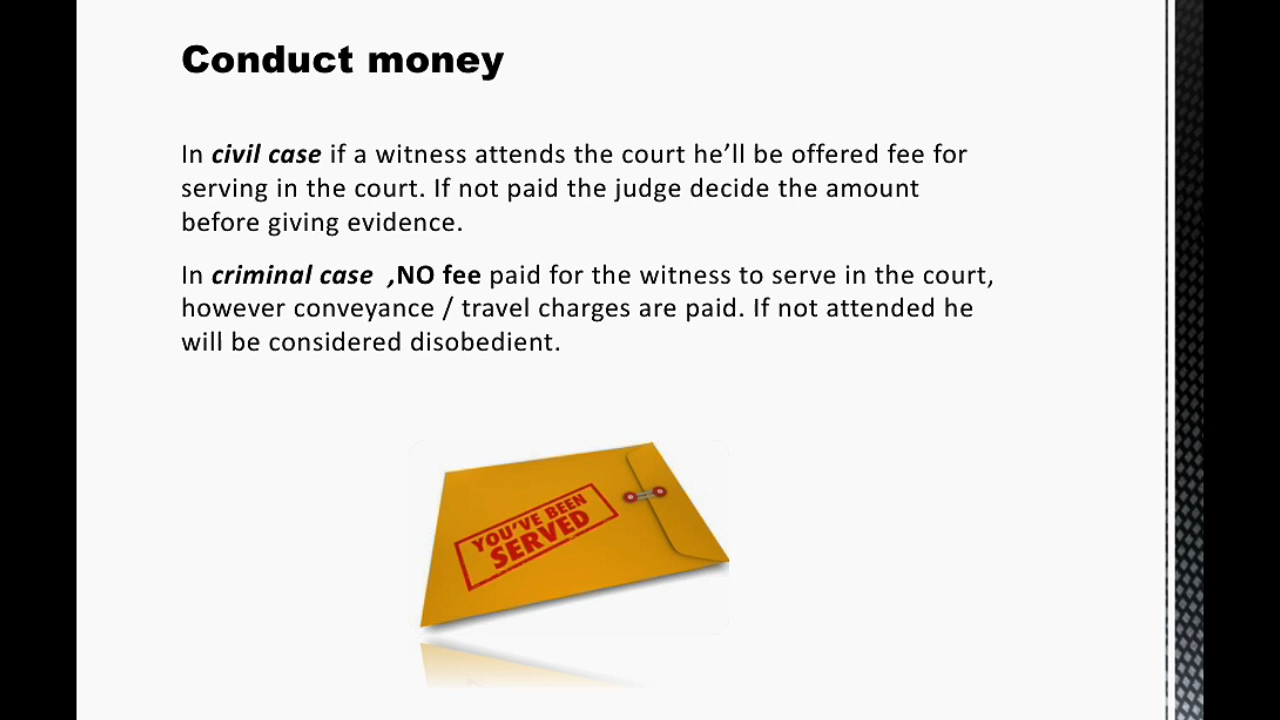 Conduct money
In civil case if a witness attends the court he’ll be offered fee for
serving in the court. If not paid the judge decide the amount
before giving evidence.
In criminal case ,NO fee paid for the witness to serve in the court,
however conveyance / travel charges are paid. If not attended he
will be considered disobedient.
YOU'VE BEEN
SERVED